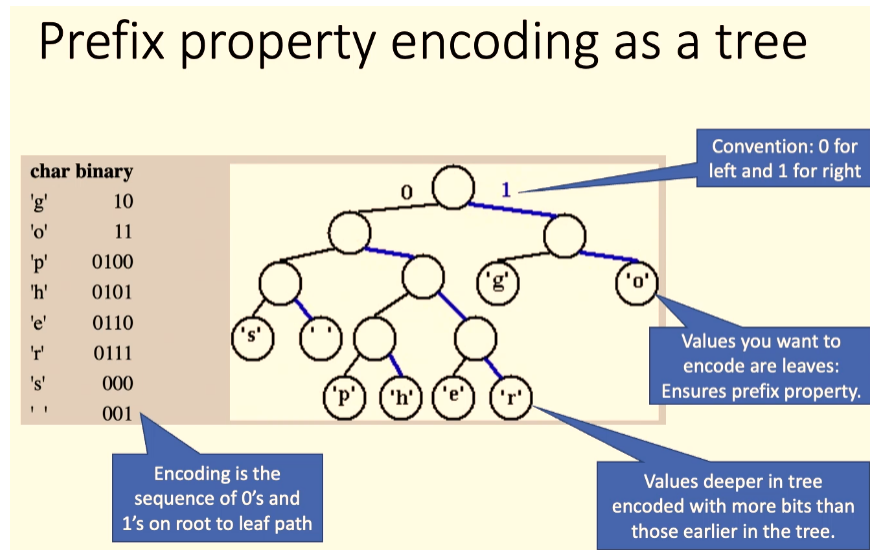 Prefix property encoding as a tree
Convention: 0 for
left and 1 for right
char binary
'g' 10
'o' 11
'p' 0100
'h' 0101
'e' 0110
'r' 0111
's' 000
' ' 001
0 1
'g' 'o'
's' ' '
'p' 'h' 'e' 'r'
Values you want to
encode are leaves:
Ensures prefix property.
Encoding is the
sequence of 0's and
1's on root to leaf path
Values deeper in tree
encoded with more bits than
those earlier in the tree.